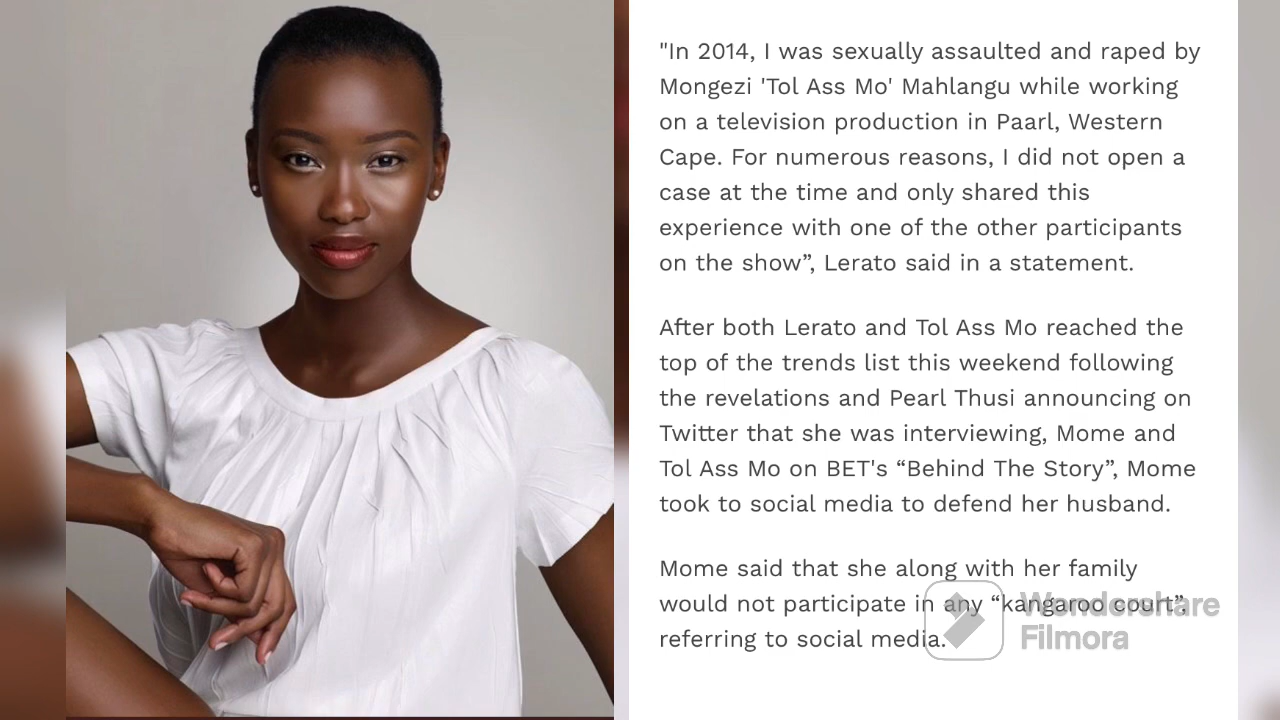 "In 2014, I was sexually assaulted and raped by
Mongezi 'Tol Ass Mo' Mahlangu while working
on a television production in Paarl, Western
Cape. For numerous reasons, I did not open a
case at the time and only shared this
experience with one of the other participants
on the show”, Lerato said in a statement.
After both Lerato and Tol Ass Mo reached the
top of the trends list this weekend following
the revelations and Pearl Thusi announcing on
Twitter that she was interviewing, Mome and
Tol Ass Mo on BET's “Behind The Story”, Mome
took to social media to defend her husband.
Mome said that she along with her family
would not participate in any “kangaroo court”,
referring to social media.
Wondershare
Filmora